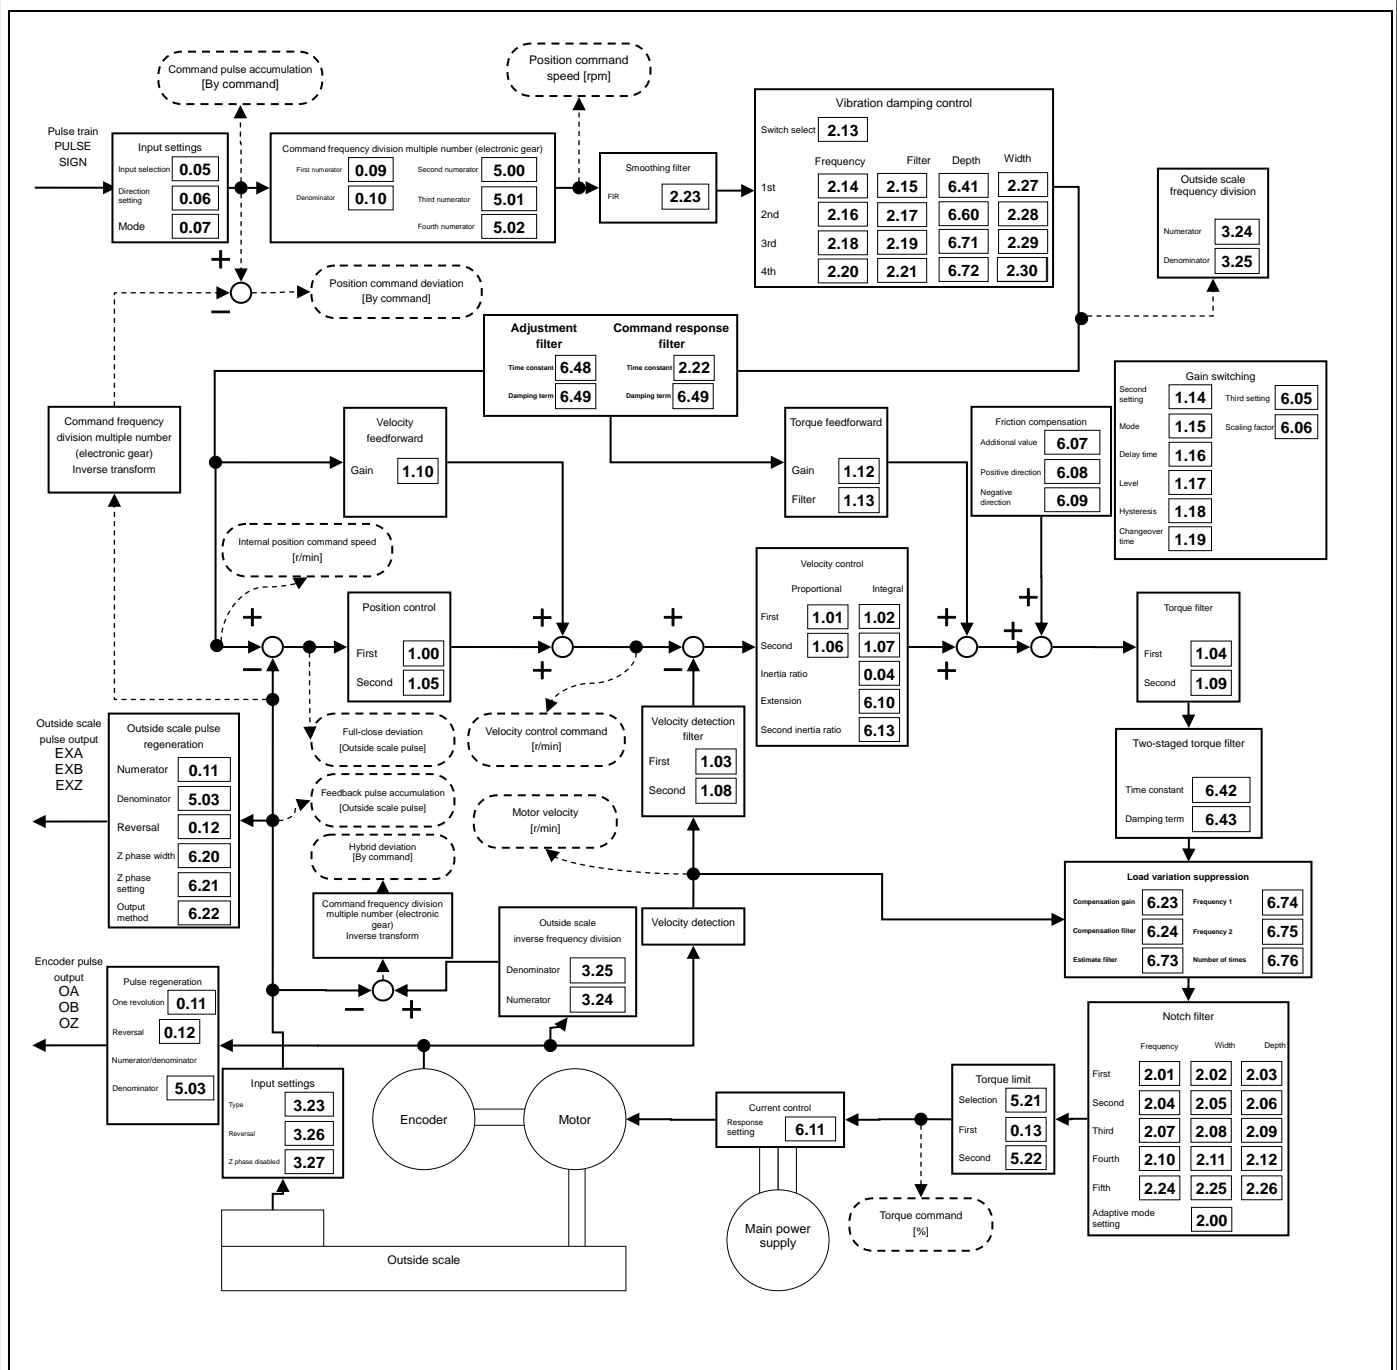 Command pulse accumulation
[By command]
Position command
speed [rpm]
Pulse train
PULSE
SIGN
Input settings
Input selection 0.05
Direction
setting 0.06
Mode 0.07
Command frequency division multiple number (electronic gear)
First numerator 0.09 Second numerator 5.00
Denominator 0.10 Third numerator 5.01
Fourth numerator 5.02
Smoothing filter
FIR 2.23
Vibration damping control
Switch select 2.13
Frequency Filter Depth Width
1st 2.14 2.15 6.41 2.27
2nd 2.16 2.17 6.60 2.28
3rd 2.18 2.19 6.71 2.29
4th 2.20 2.21 6.72 2.30
Outside scale
frequency division
Numerator 3.24
Denominator 3.25
+
−
Position command deviation
[By command]
Adjustment
filter
Time constant 6.48
Damping term 6.49
Command response
filter
Time constant 2.22
Damping term 6.49
Gain switching
Second
setting 1.14 Third setting 6.05
Mode 1.15 Scaling factor 6.06
Delay time 1.16
Level 1.17
Hysteresis 1.18
Changeover
time 1.19
Command frequency
division multiple number
(electronic gear)
Inverse transform
Velocity
feedforward
Gain 1.10
Torque feedforward
Gain 1.12
Filter 1.13
Friction compensation
Additional value 6.07
Positive direction 6.08
Negative
direction 6.09
Internal position command speed
[r/min]
+
−
Position control
First 1.00
Second 1.05
+
+
+
−
Velocity control
Proportional Integral
First 1.01 1.02
Second 1.06 1.07
Inertia ratio 0.04
Extension 6.10
Second inertia ratio 6.13
+
+
+
+
Torque filter
First 1.04
Second 1.09
Outside scale
pulse output
EXA
EXB
EXZ
Outside scale pulse
regeneration
Numerator 0.11
Denominator 5.03
Reversal 0.12
Z phase width 6.20
Z phase
setting 6.21
Output
method 6.22
Full-close deviation
[Outside scale pulse]
Velocity control command
[r/min]
Velocity detection
filter
First 1.03
Second 1.08
Two-staged torque filter
Time constant 6.42
Damping term 6.43
Feedback pulse accumulation
[Outside scale pulse]
Motor velocity
[r/min]
Hybrid deviation
[By command]
Command frequency division
multiple number (electronic
gear)
Inverse transform
Outside scale
inverse frequency division
Denominator 3.25
Numerator 3.24
Velocity detection
Load variation suppression
Compensation gain 6.23 Frequency 1 6.74
Compensation filter 6.24 Frequency 2 6.75
Estimate filter 6.73 Number of times 6.76
Encoder pulse
output
OA
OB
OZ
Pulse regeneration
One revolution 0.11
Reversal 0.12
Numerator/denominator
Denominator 5.03
−
+
Notch filter
Frequency Width Depth
First 2.01 2.02 2.03
Second 2.04 2.05 2.06
Third 2.07 2.08 2.09
Fourth 2.10 2.11 2.12
Fifth 2.24 2.25 2.26
Adaptive mode
setting 2.00
Input settings
Type 3.23
Reversal 3.26
Z phase disabled 3.27
Encoder
Motor
Current control
Response
setting 6.11
Torque limit
Selection 5.21
First 0.13
Second 5.22
Main power
supply
Torque command
[%]
Outside scale